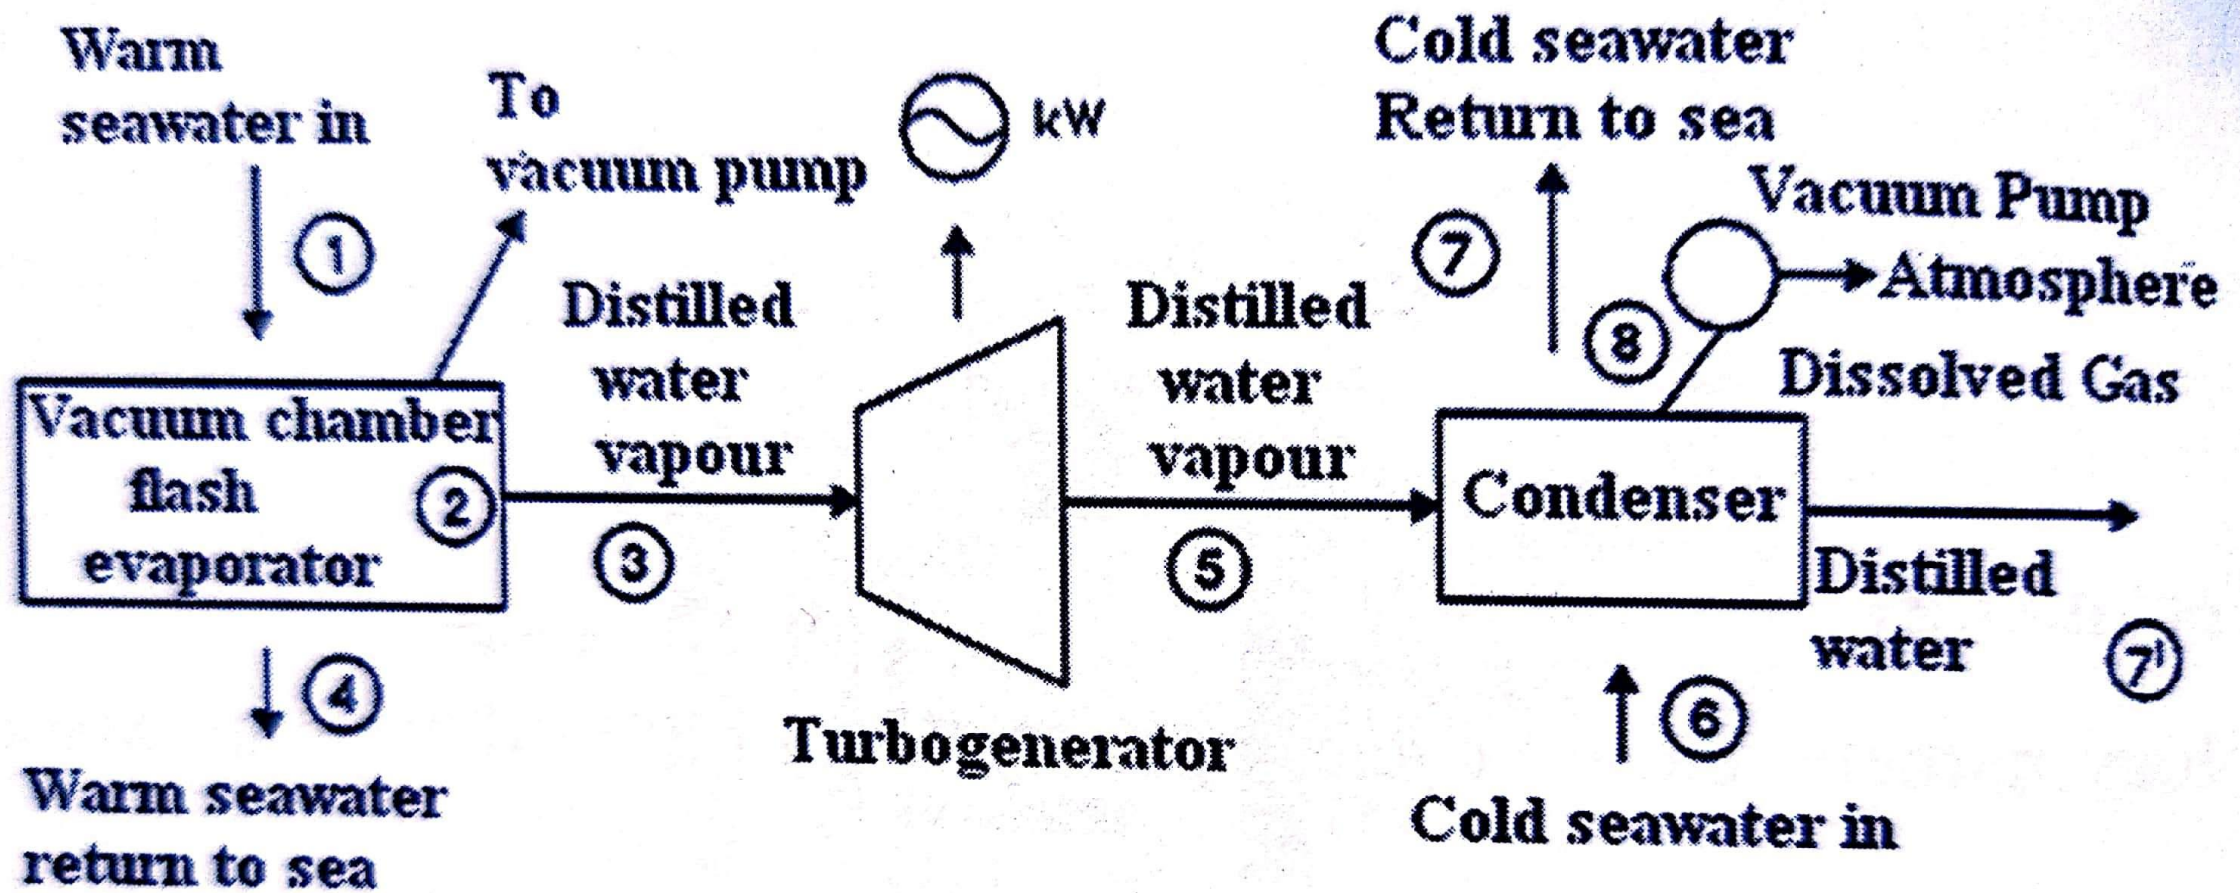 Warm
seawater in
①
To
vacuum pump
kW
Cold seawater
Return to sea
⑦
Vacuum Pump
Atmosphere
⑧
Dissolved Gas
Vacuum chamber
flash
②
evaporator
Distilled
water
vapour
③
Distilled
water
vapour
⑤
Condenser
Distilled
water
7'
④
Warm seawater
return to sea
Turbogenerator
⑥
Cold seawater in